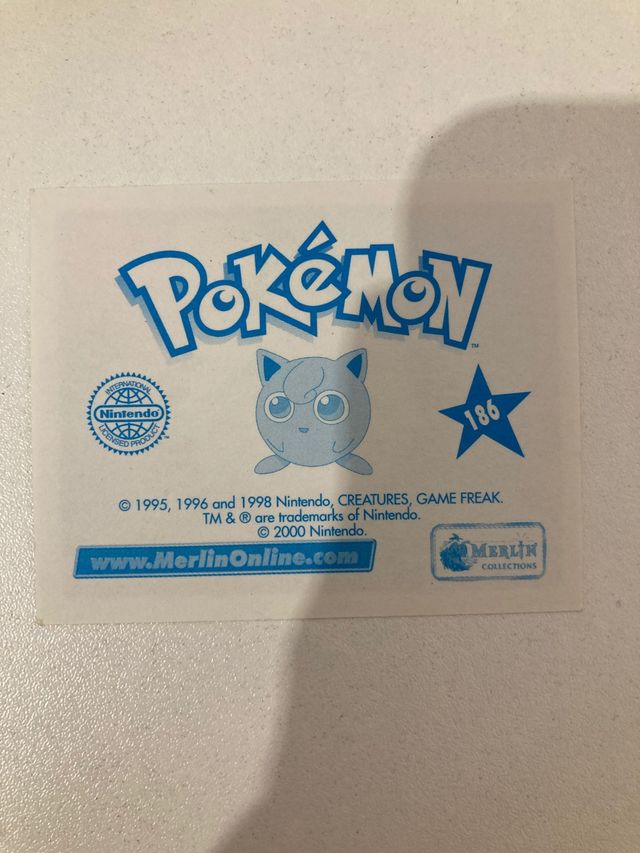 POKéMON
™
INTERNATIONAL
Nintendo®
LICENSED PRODUCT
186
© 1995, 1996 and 1998 Nintendo, CREATURES, GAME FREAK.
TM & ® are trademarks of Nintendo.
© 2000 Nintendo.
www.MerlinOnline.com
MERLIN
COLLECTIONS